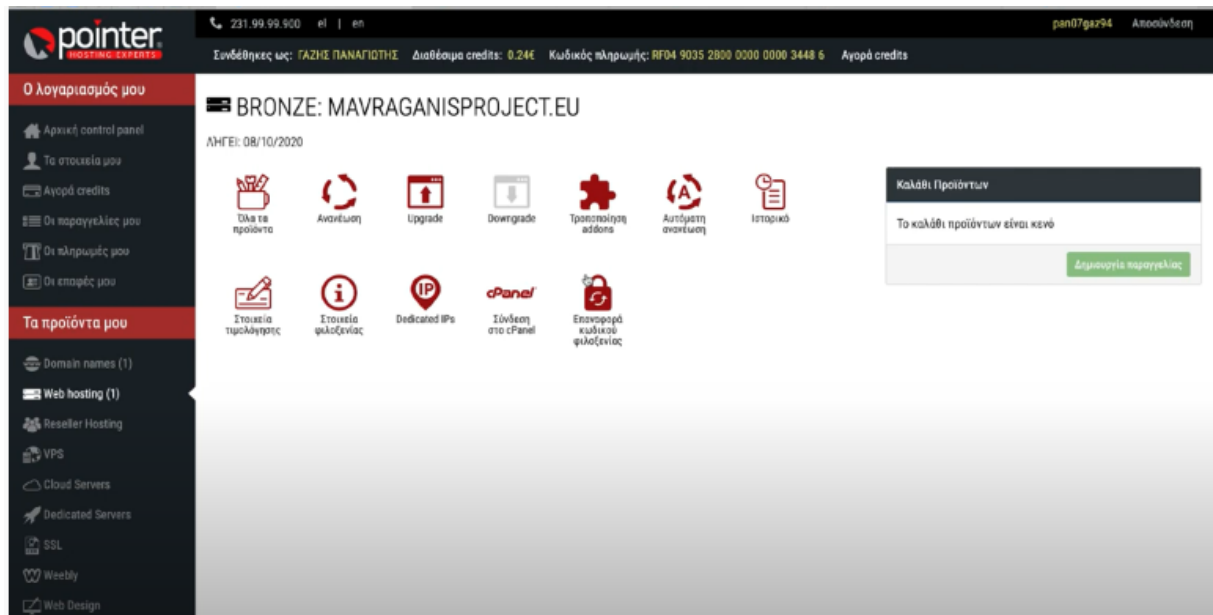 pointer
HOSTING EXPERTS
231.99.99.900 el | en
pan07gaz94 Αποσύνδεση
Συνδέθηκες ως: ΓΑΖΗΣ ΠΑΝΑΓΙΩΤΗΣ Διαθέσιμα credits: 0.24€ Κωδικός πληρωμής: RF04 9035 2800 0000 0000 3448 6 Αγορά credits
Ο λογαριασμός μου
Αρχική control panel
Τα στοιχεία μου
Αγορά credits
Οι παραγγελίες μου
Οι πληρωμές μου
Οι επαφές μου
Τα προϊόντα μου
Domain names (1)
Web hosting (1)
Reseller Hosting
VPS
Cloud Servers
Dedicated Servers
SSL
Weebly
Web Design
BRONZE: MAVRAGANISPROJECT.EU
ΛΉΓΕΙ: 08/10/2020
Όλα τα
προϊόντα
Ανανέωση
Upgrade
Downgrade
Τροποποίηση
addons
Αυτόματη
ανανέωση
Ιστορικό
Στοιχεία
τιμολόγησης
Στοιχεία
φιλοξενίας
IP
Dedicated IPs
cPanel
Σύνδεση
στο cPanel
Επαναφορά
κωδικού
φιλοξενίας
Καλάθι Προϊόντων
Το καλάθι προϊόντων είναι κενό
Δημιουργία παραγγελίας